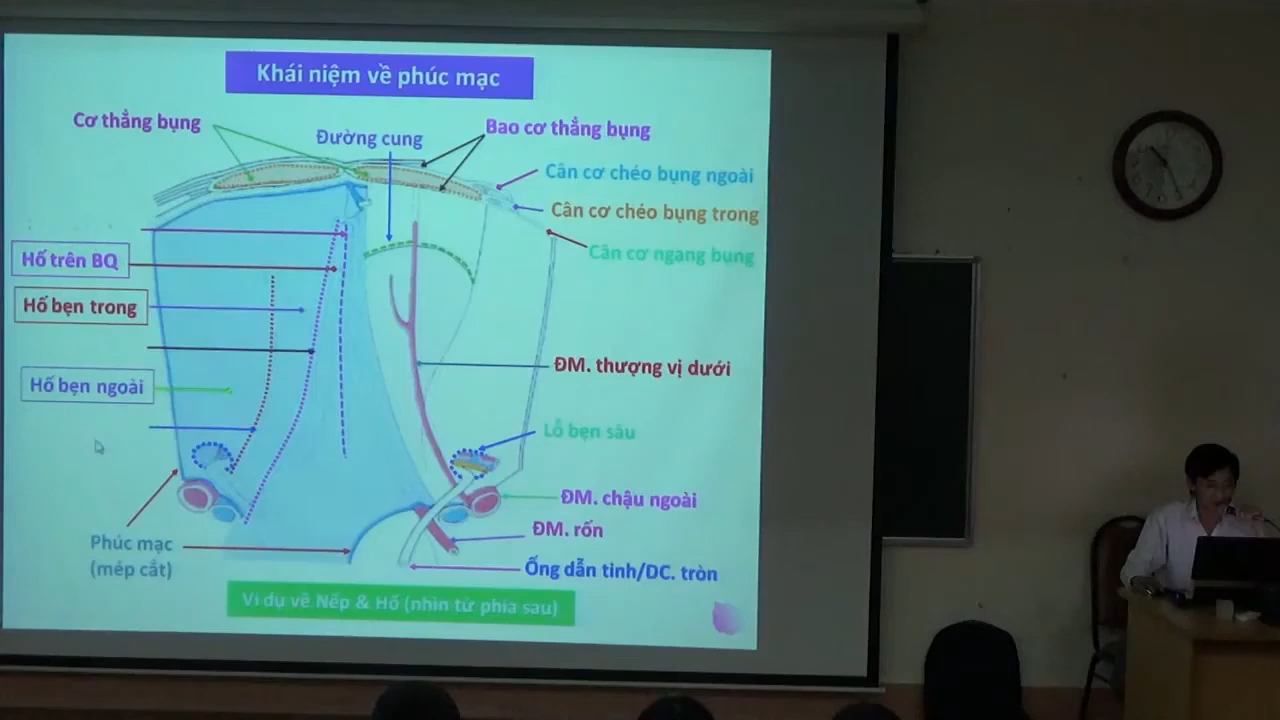 Khái niệm về phúc mạc
Cơ thẳng bụng
Đường cung
Bao cơ thẳng bụng
Cân cơ chéo bụng ngoài
Cân cơ chéo bụng trong
Cân cơ ngang bụng
Hố trên BQ
Hố bẹn trong
Hố bẹn ngoài
ĐM. thượng vị dưới
Lỗ bẹn sâu
ĐM. chậu ngoài
ĐM. rốn
Phúc mạc
(mép cắt)
Ống dẫn tinh/DC. tròn
Ví dụ về Nếp & Hố (nhìn từ phía sau)